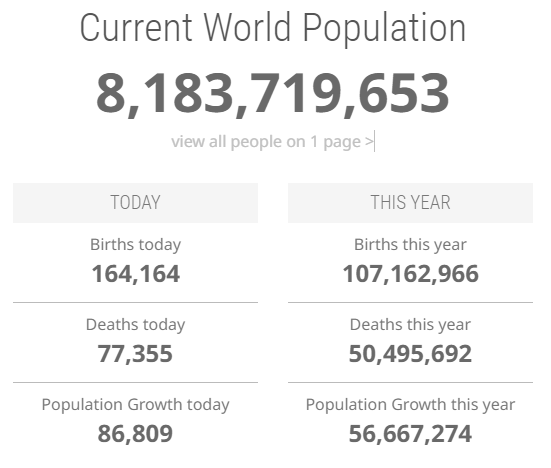 Current World Population
8,183,719,653
view all people on 1 page >
TODAY
Births today
164,164
Deaths today
77,355
Population Growth today
86,809
THIS YEAR
Births this year
107,162,966
Deaths this year
50,495,692
Population Growth this year
56,667,274